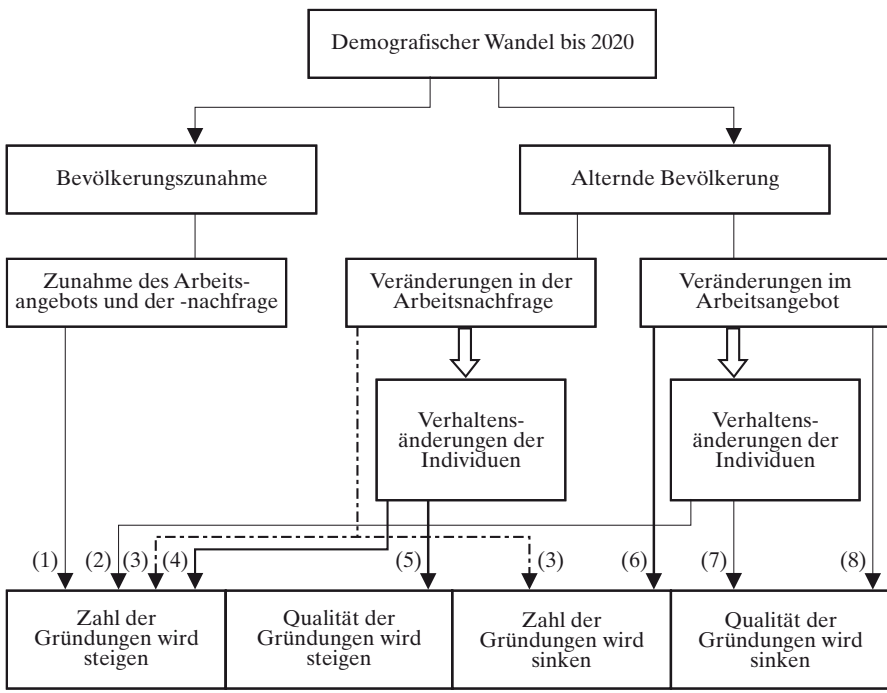 Demografischer Wandel bis 2020
Bevölkerungszunahme
Alternde Bevölkerung
Zunahme des Arbeits-
angebots und der -nachfrage
Veränderungen in der
Arbeitsnachfrage
Veränderungen im
Arbeitsangebot
Verhaltens-
änderungen der
Individuen
Verhaltens-
änderungen der
Individuen
(1) (2) (3) (4) (5) (3) (6) (7) (8)
Zahl der
Gründungen wird
steigen
Qualität der
Gründungen wird
steigen
Zahl der
Gründungen wird
sinken
Qualität der
Gründungen wird
sinken